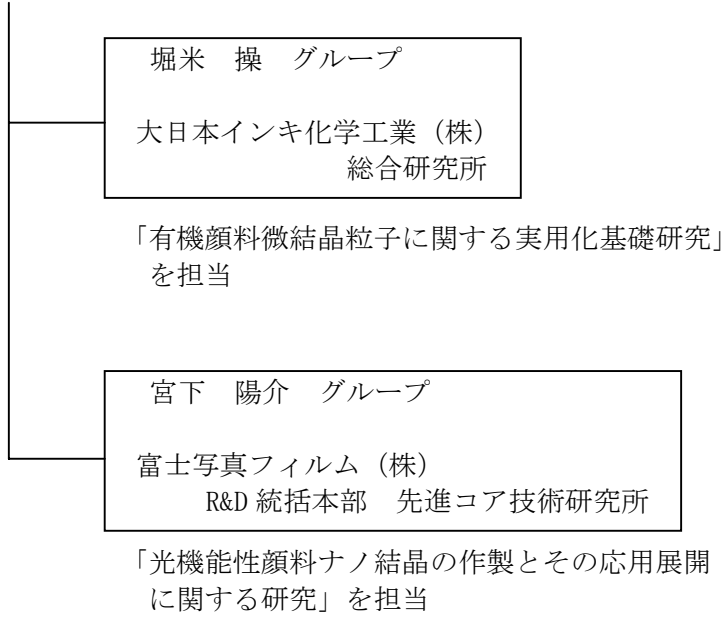 堀米　操　グループ
大日本インキ化学工業（株）
総合研究所
「有機顔料微結晶粒子に関する実用化基礎研究」
を担当
宮下　陽介　グループ
富士写真フィルム（株）
R&D 統括本部　先進コア技術研究所
「光機能性顔料ナノ結晶の作製とその応用展開
に関する研究」を担当